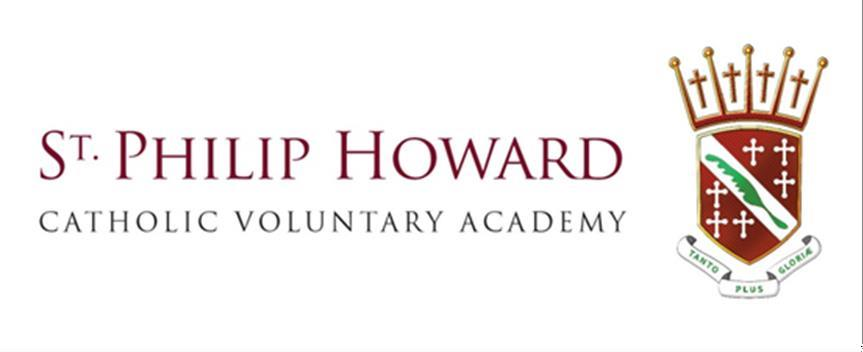 ST. PHILIP HOWARD
CATHOLIC VOLUNTARY ACADEMY
TANTO PLUS GLORIÆ